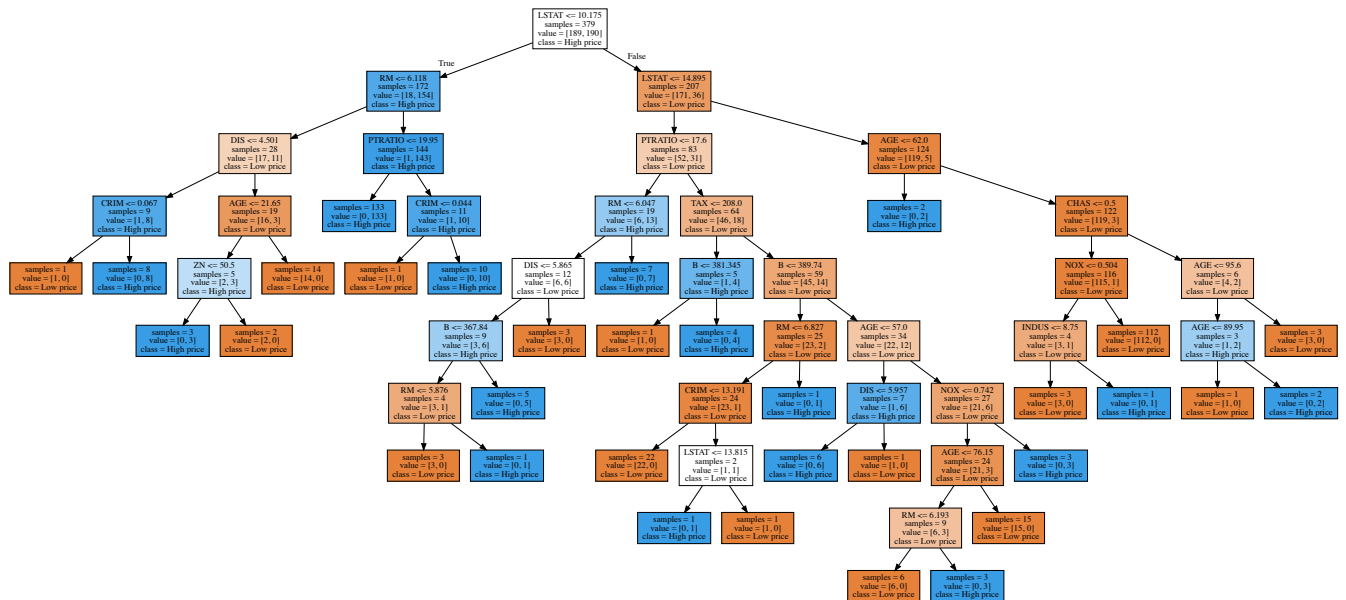 LSTAT <= 10.175
samples = 379
value = [189, 190]
class = High price
True
False
RM <= 6.118
samples = 172
value = [18, 154]
class = High price
LSTAT <= 14.895
samples = 207
value = [171, 36]
class = Low price
DIS <= 4.501
samples = 28
value = [17, 11]
class = Low price
PTRATIO <= 19.95
samples = 144
value = [1, 143]
class = High price
PTRATIO <= 17.6
samples = 83
value = [52, 31]
class = Low price
AGE <= 62.0
samples = 124
value = [119, 5]
class = Low price
CRIM <= 0.067
samples = 9
value = [1, 8]
class = High price
AGE <= 21.65
samples = 19
value = [16, 3]
class = Low price
samples = 133
value = [0, 133]
class = High price
CRIM <= 0.044
samples = 11
value = [1, 10]
class = High price
RM <= 6.047
samples = 19
value = [6, 13]
class = High price
TAX <= 208.0
samples = 64
value = [46, 18]
class = Low price
samples = 2
value = [0, 2]
class = High price
CHAS <= 0.5
samples = 122
value = [119, 3]
class = Low price
samples = 1
value = [1, 0]
class = Low price
samples = 8
value = [0, 8]
class = High price
ZN <= 50.5
samples = 5
value = [2, 3]
class = High price
samples = 14
value = [14, 0]
class = Low price
samples = 1
value = [1, 0]
class = Low price
samples = 10
value = [0, 10]
class = High price
DIS <= 5.865
samples = 12
value = [6, 6]
class = Low price
samples = 7
value = [0, 7]
class = High price
B <= 381.345
samples = 5
value = [1, 4]
class = High price
B <= 389.74
samples = 59
value = [45, 14]
class = Low price
NOX <= 0.504
samples = 116
value = [115, 1]
class = Low price
AGE <= 95.6
samples = 6
value = [4, 2]
class = Low price
samples = 3
value = [0, 3]
class = High price
samples = 2
value = [2, 0]
class = Low price
B <= 367.84
samples = 9
value = [3, 6]
class = High price
samples = 3
value = [3, 0]
class = Low price
samples = 1
value = [1, 0]
class = Low price
samples = 4
value = [0, 4]
class = High price
RM <= 6.827
samples = 25
value = [23, 2]
class = Low price
AGE <= 57.0
samples = 34
value = [22, 12]
class = Low price
INDUS <= 8.75
samples = 4
value = [3, 1]
class = Low price
samples = 112
value = [112, 0]
class = Low price
AGE <= 89.95
samples = 3
value = [1, 2]
class = High price
samples = 3
value = [3, 0]
class = Low price
RM <= 5.876
samples = 4
value = [3, 1]
class = Low price
samples = 5
value = [0, 5]
class = High price
CRIM <= 13.191
samples = 24
value = [23, 1]
class = Low price
samples = 1
value = [0, 1]
class = High price
DIS <= 5.957
samples = 7
value = [1, 6]
class = High price
NOX <= 0.742
samples = 27
value = [21, 6]
class = Low price
samples = 3
value = [3, 0]
class = Low price
samples = 1
value = [0, 1]
class = High price
samples = 1
value = [1, 0]
class = Low price
samples = 2
value = [0, 2]
class = High price
samples = 3
value = [3, 0]
class = Low price
samples = 1
value = [0, 1]
class = High price
samples = 22
value = [22, 0]
class = Low price
LSTAT <= 13.815
samples = 2
value = [1, 1]
class = Low price
samples = 6
value = [0, 6]
class = High price
samples = 1
value = [1, 0]
class = Low price
AGE <= 76.15
samples = 24
value = [21, 3]
class = Low price
samples = 3
value = [0, 3]
class = High price
samples = 1
value = [0, 1]
class = High price
samples = 1
value = [1, 0]
class = Low price
RM <= 6.193
samples = 9
value = [6, 3]
class = Low price
samples = 15
value = [15, 0]
class = Low price
samples = 6
value = [6, 0]
class = Low price
samples = 3
value = [0, 3]
class = High price